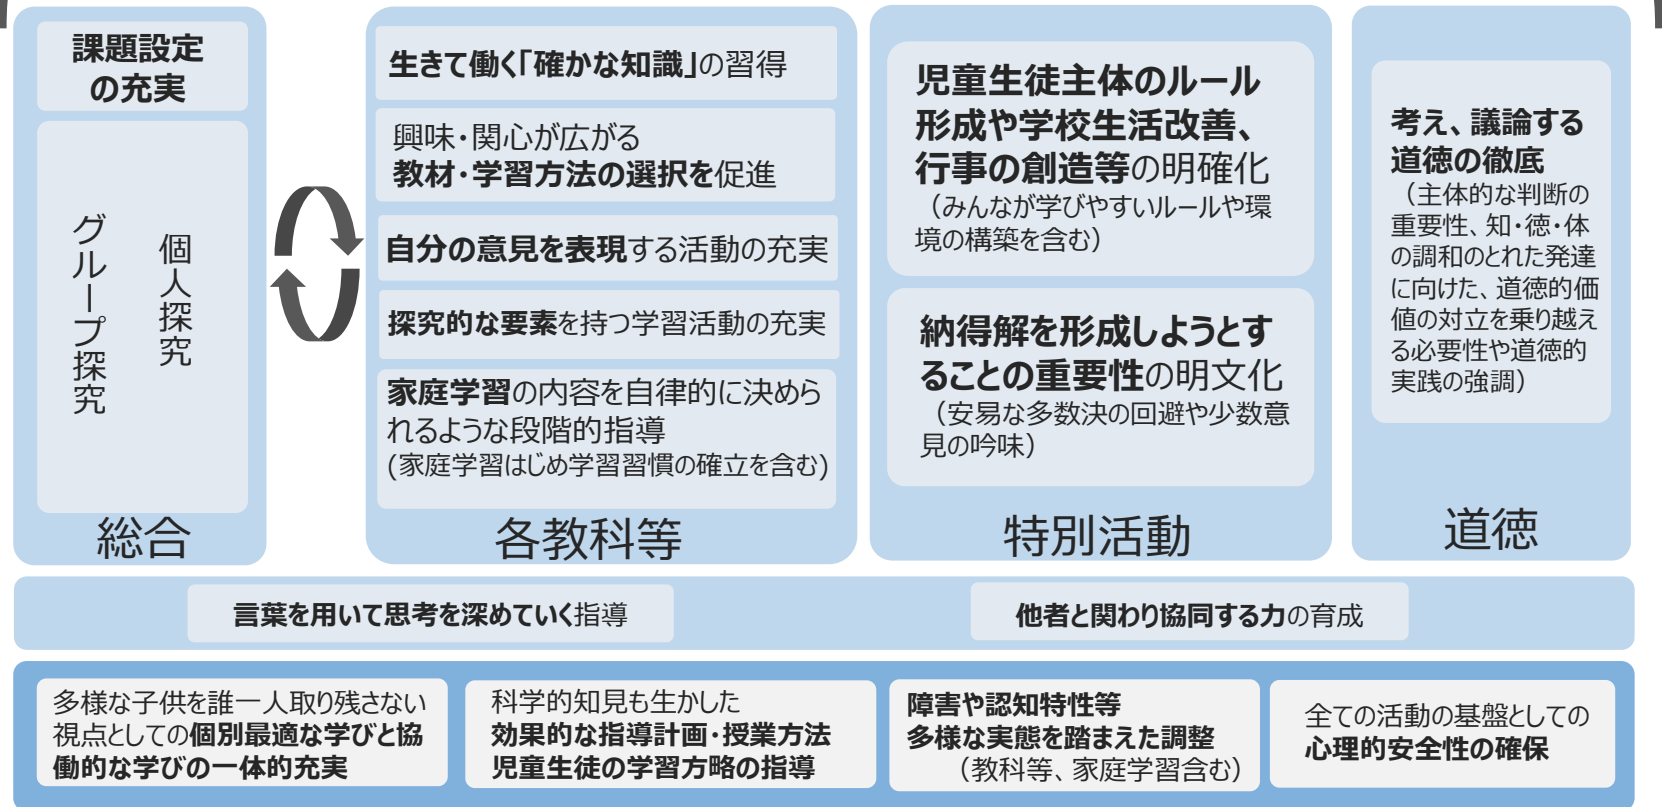 課題設定
の充実
個人探究
グループ探究
総合
生きて働く「確かな知識」の習得
興味・関心が広がる
教材・学習方法の選択を促進
自分の意見を表現する活動の充実
探究的な要素を持つ学習活動の充実
家庭学習の内容を自律的に決めら
れるような段階的指導
(家庭学習はじめ学習習慣の確立を含む)
各教科等
児童生徒主体のルール
形成や学校生活改善、
行事の創造等の明確化
（みんなが学びやすいルールや環
境の構築を含む）
納得解を形成しようとす
ることの重要性の明文化
（安易な多数決の回避や少数意
見の吟味）
特別活動
考え、議論する
道徳の徹底
（主体的な判断の
重要性、知・徳・体
の調和のとれた発達
に向けた、道徳的価
値の対立を乗り越え
る必要性や道徳的
実践の強調）
道徳
言葉を用いて思考を深めていく指導
他者と関わり協同する力の育成
多様な子供を誰一人取り残さない
視点としての個別最適な学びと協
働的な学びの一体的充実
科学的知見も生かした
効果的な指導計画・授業方法
児童生徒の学習方略の指導
障害や認知特性等
多様な実態を踏まえた調整
（教科等、家庭学習含む）
全ての活動の基盤としての
心理的安全性の確保